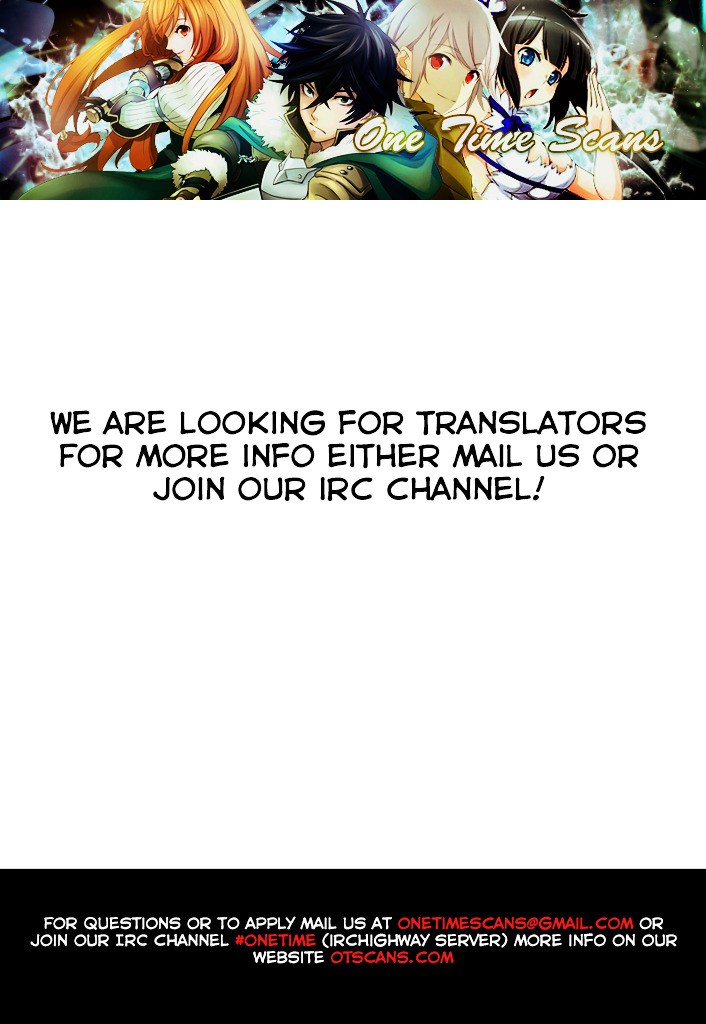 One Time Scans
WE ARE LOOKING FOR TRANSLATORS
FOR MORE INFO EITHER MAIL US OR
JOIN OUR IRC CHANNEL!
FOR QUESTIONS OR TO APPLY MAIL US AT ONETIMESCANS@GMAIL.COM OR
JOIN OUR IRC CHANNEL #ONETIME (IRCHIGHWAY SERVER) MORE INFO ON OUR
WEBSITE OTSCANS.COM